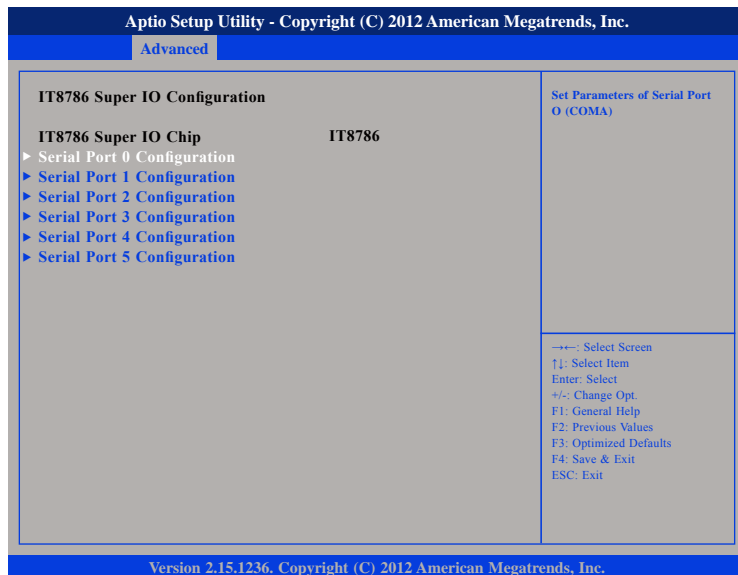 Aptio Setup Utility - Copyright (C) 2012 American Megatrends, Inc.
Advanced
IT8786 Super IO Configuration
IT8786 Super IO Chip IT8786
▶ Serial Port 0 Configuration
▶ Serial Port 1 Configuration
▶ Serial Port 2 Configuration
▶ Serial Port 3 Configuration
▶ Serial Port 4 Configuration
▶ Serial Port 5 Configuration
Set Parameters of Serial Port
O (COMA)
→←: Select Screen
↑↓: Select Item
Enter: Select
+/-: Change Opt.
F1: General Help
F2: Previous Values
F3: Optimized Defaults
F4: Save & Exit
ESC: Exit
Version 2.15.1236. Copyright (C) 2012 American Megatrends, Inc.